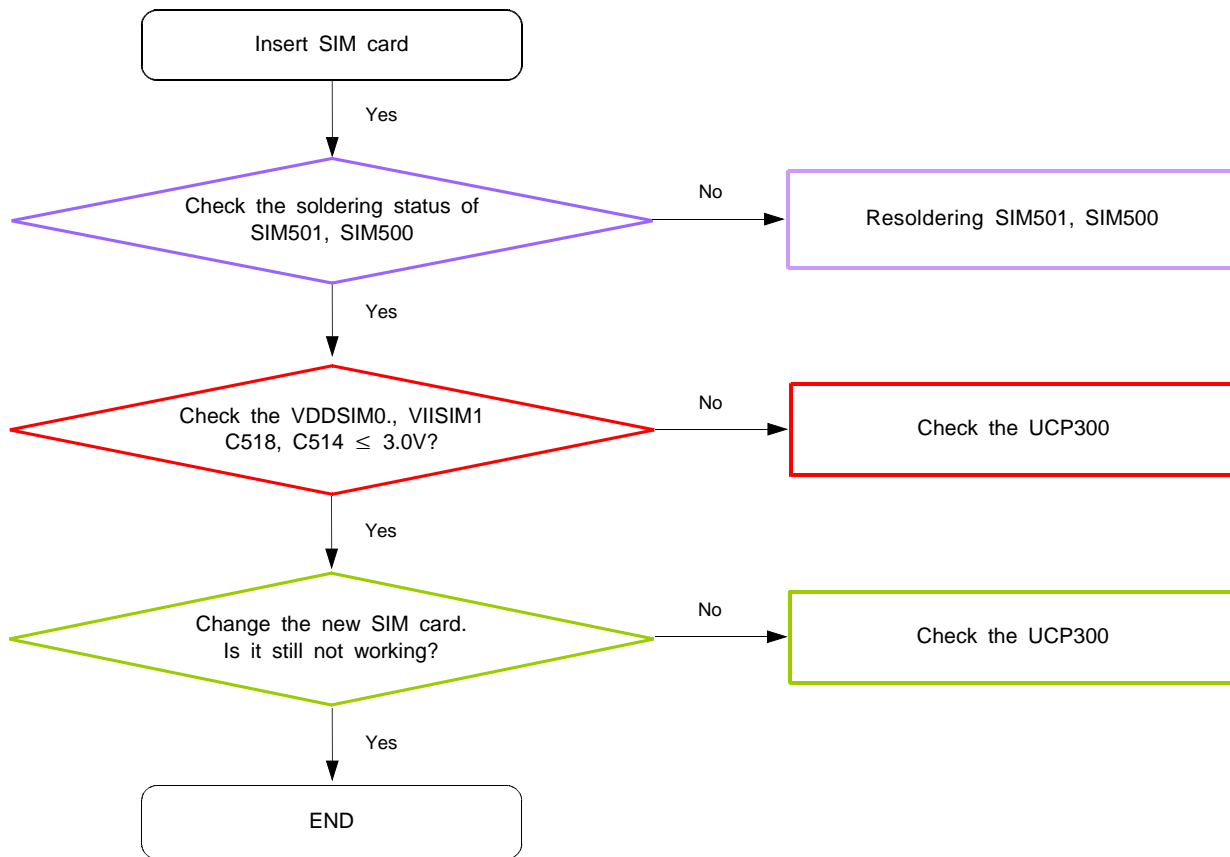 Insert SIM card
Yes
Check the soldering status of
SIM501, SIM500
No
Resoldering SIM501, SIM500
Yes
Check the VDDSIM0., VIISIM1
C518, C514 ≤ 3.0V?
No
Check the UCP300
Yes
Change the new SIM card.
Is it still not working?
No
Check the UCP300
Yes
END